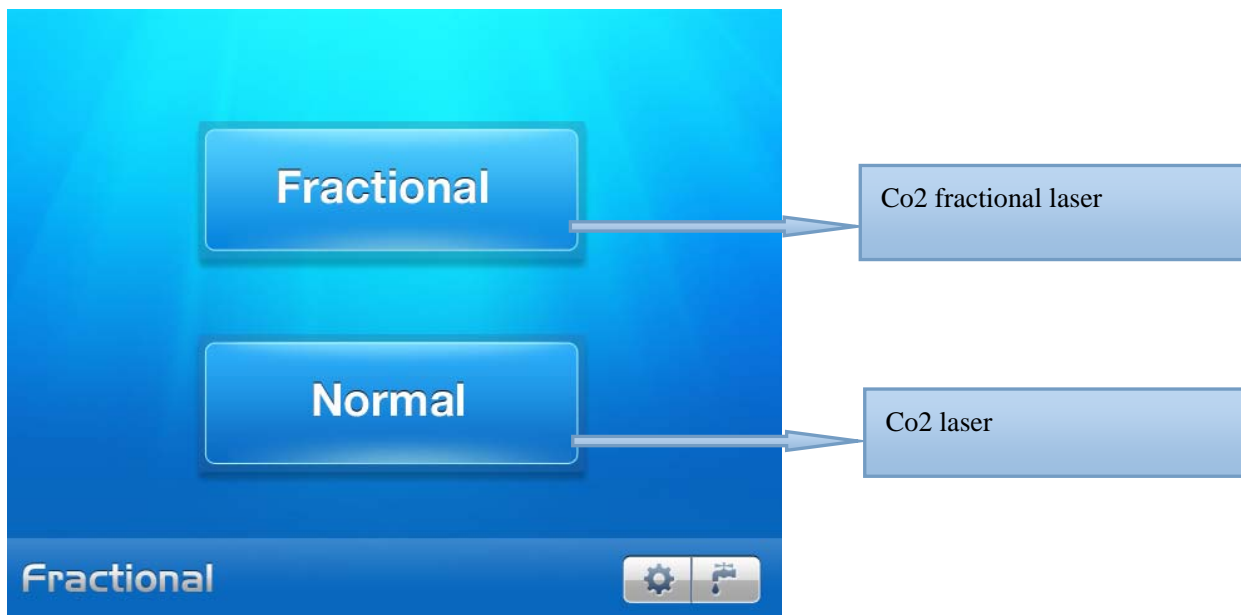 Fractional
Co2 fractional laser
Normal
Co2 laser
Fractional